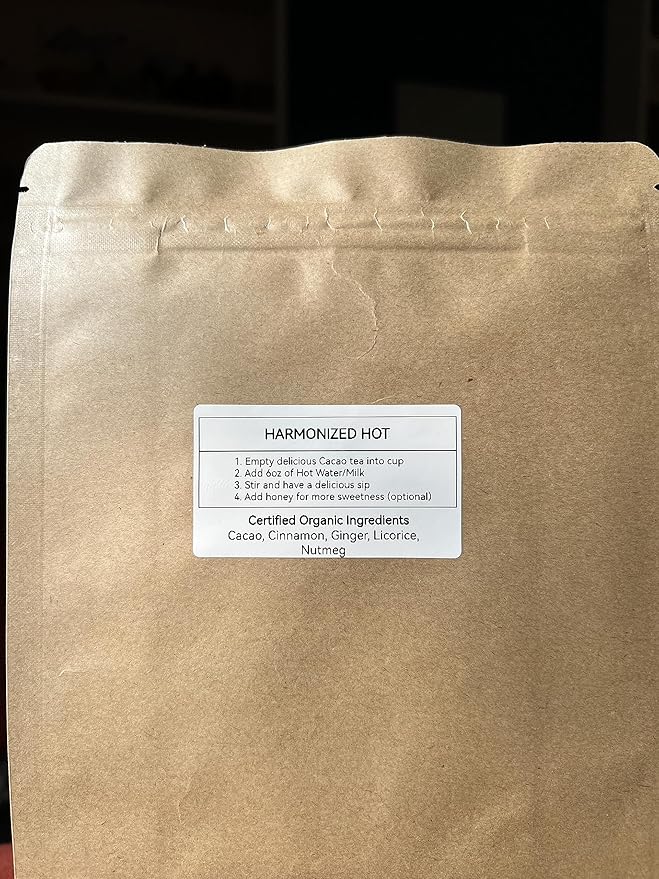 HARMONIZED HOT
1. Empty delicious Cacao tea into cup
2. Add 6oz of Hot Water/Milk
3. Stir and have a delicious sip
4. Add honey for more sweetness (optional)
Certified Organic Ingredients
Cacao, Cinnamon, Ginger, Licorice,
Nutmeg